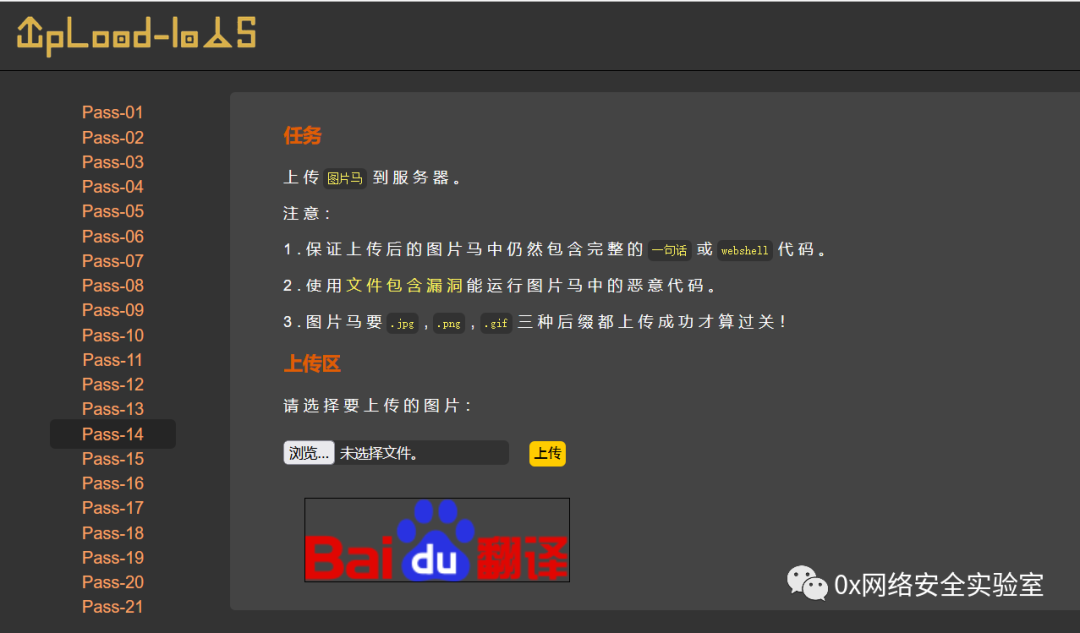 UpLoad-labS
Pass-01
Pass-02
Pass-03
Pass-04
Pass-05
Pass-06
Pass-07
Pass-08
Pass-09
Pass-10
Pass-11
Pass-12
Pass-13
Pass-14
Pass-15
Pass-16
Pass-17
Pass-18
Pass-19
Pass-20
Pass-21
任务
上传 图片马 到服务器。
注意:
1.保证上传后的图片马中仍然包含完整的 一句话 或 webshell 代码。
2.使用文件包含漏洞能运行图片马中的恶意代码。
3.图片马要 .jpg , .png , .gif 三种后缀都上传成功才算过关!
上传区
请选择要上传的图片:
浏览... 未选择文件。 上传
Bai du 翻译
0x网络安全实验室